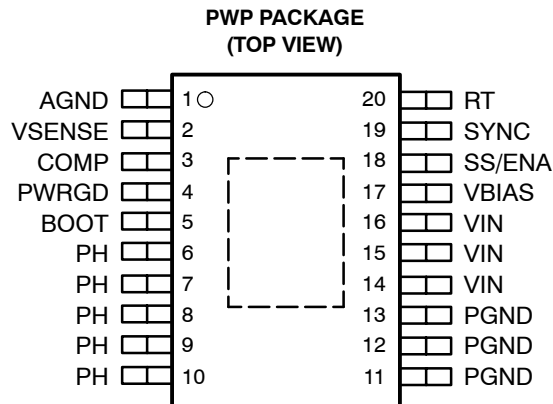 PWP PACKAGE
(TOP VIEW)
AGND 1 20 RT
VSENSE 2 19 SYNC
COMP 3 18 SS/ENA
PWRGD 4 17 VBIAS
BOOT 5 16 VIN
PH 6 15 VIN
PH 7 14 VIN
PH 8 13 PGND
PH 9 12 PGND
PH 10 11 PGND